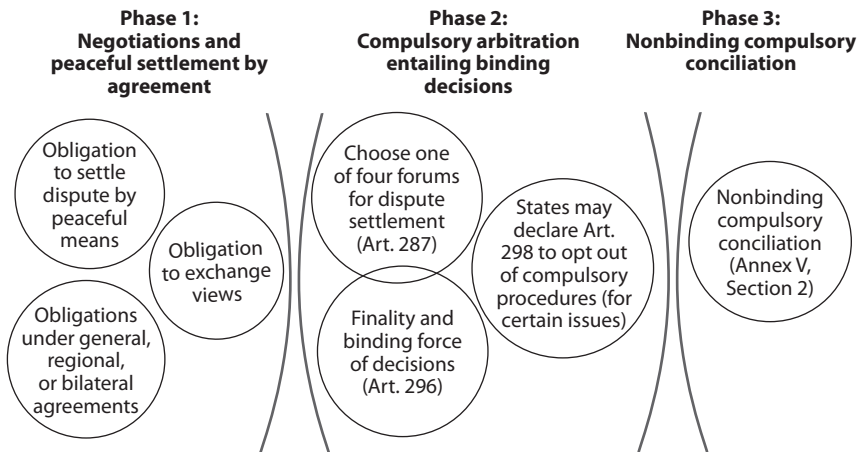 Phase 1:
Negotiations and
peaceful settlement by
agreement
Phase 2:
Compulsory arbitration
entailing binding
decisions
Phase 3:
Nonbinding compulsory
conciliation
Obligation
to settle
dispute by
peaceful
means
Obligation
to exchange
views
Obligations
under general,
regional,
or bilateral
agreements
Choose one
of four forums
for dispute
settlement
(Art. 287)
States may
declare Art.
298 to opt out
of compulsory
procedures (for
certain issues)
Finality and
binding force
of decisions
(Art. 296)
Nonbinding
compulsory
conciliation
(Annex V,
Section 2)